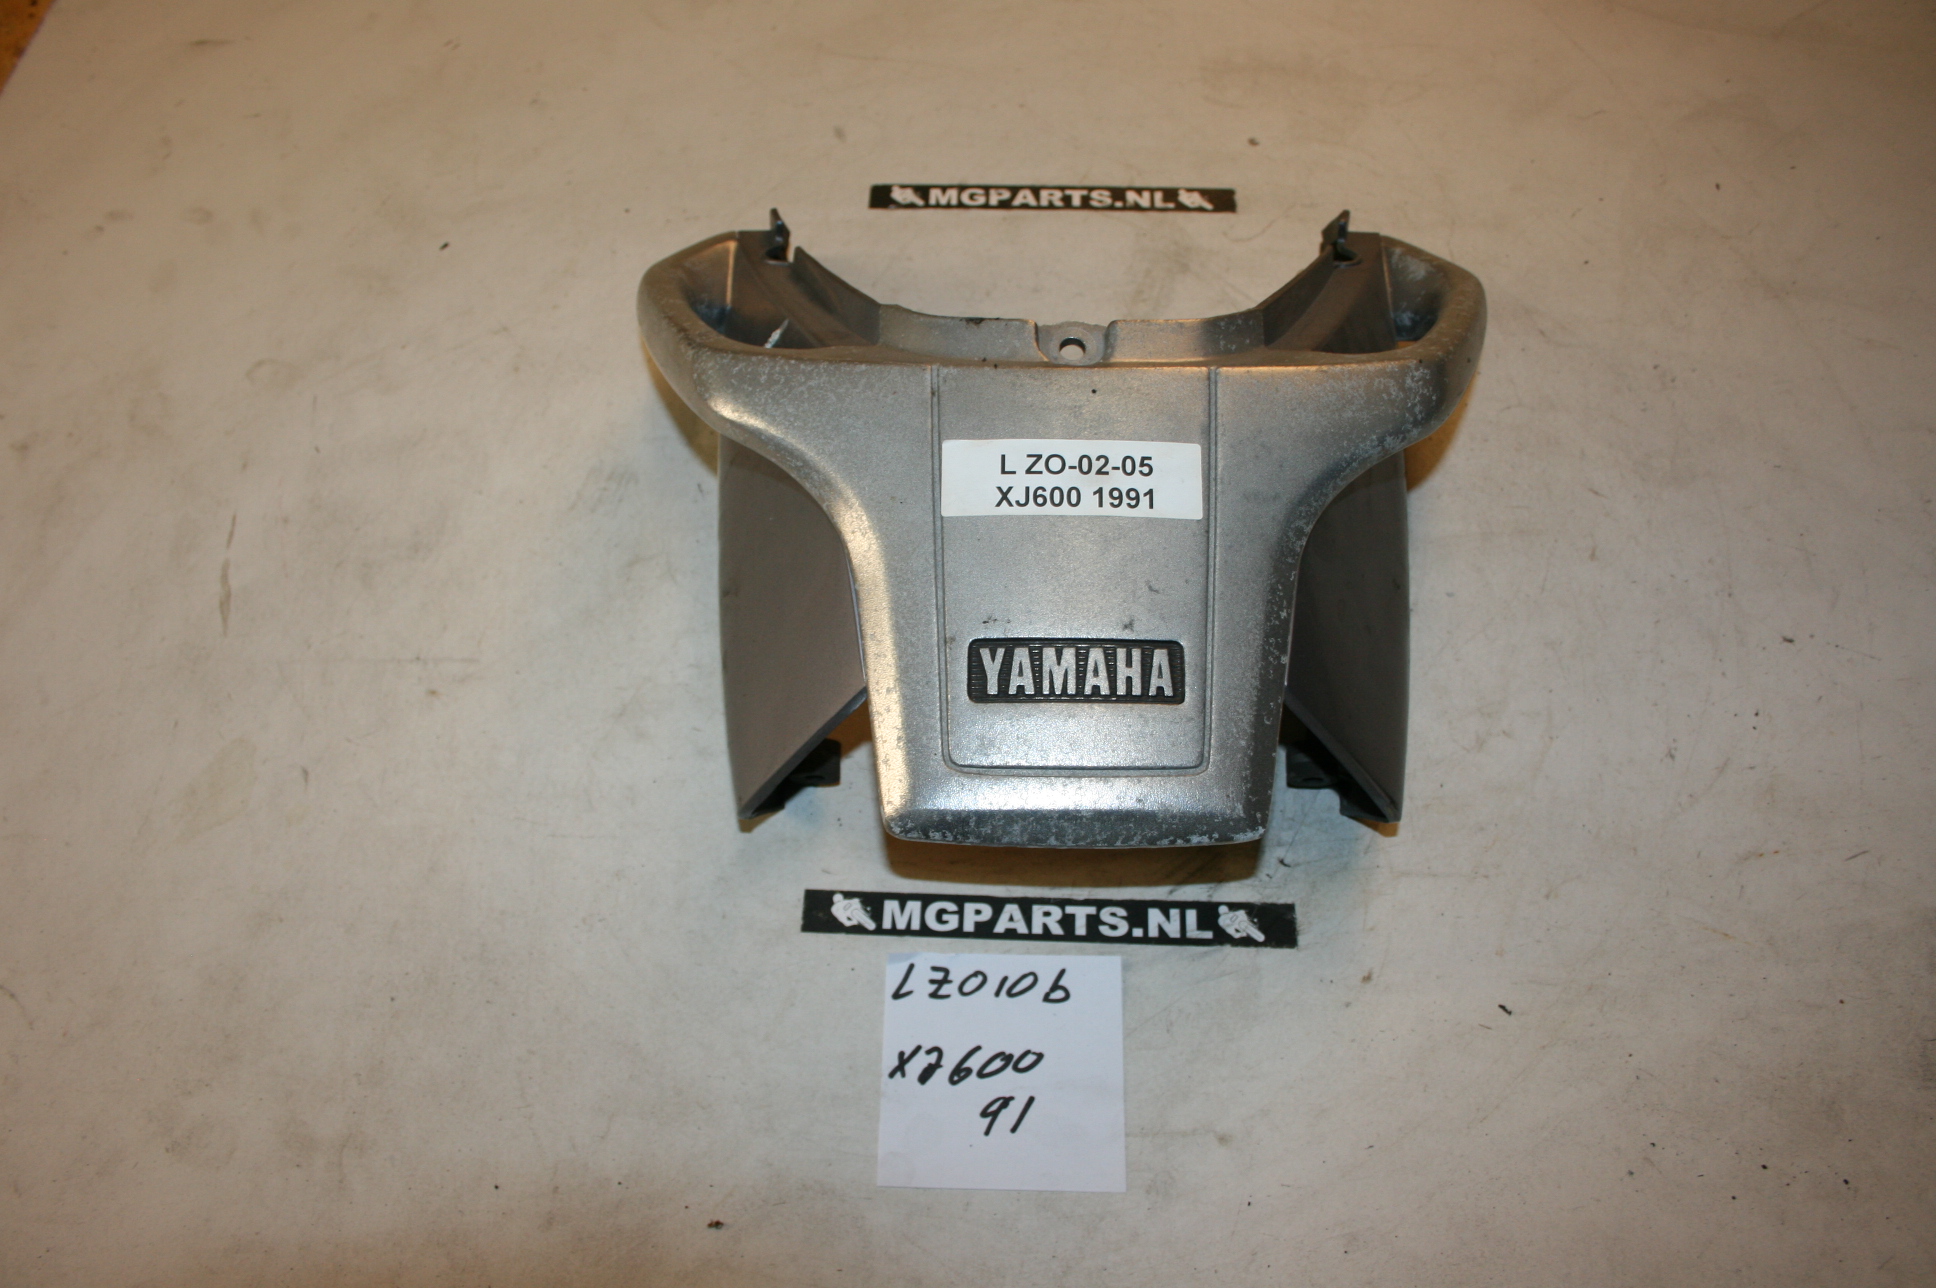 MGPARTS.NL
L ZO-02-05
XJ600 1991
YAMAHA
MGPARTS.NL
LZ0106
XJ600
91